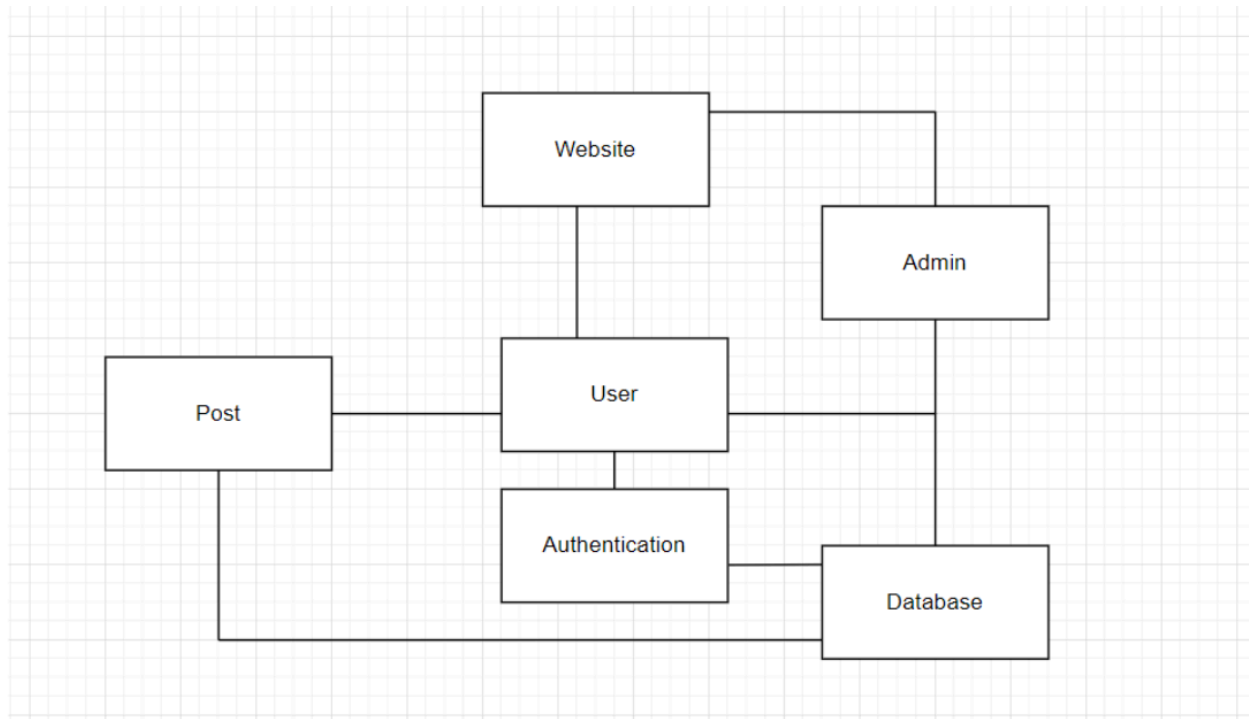 Website
Admin
User
Post
Authentication
Database